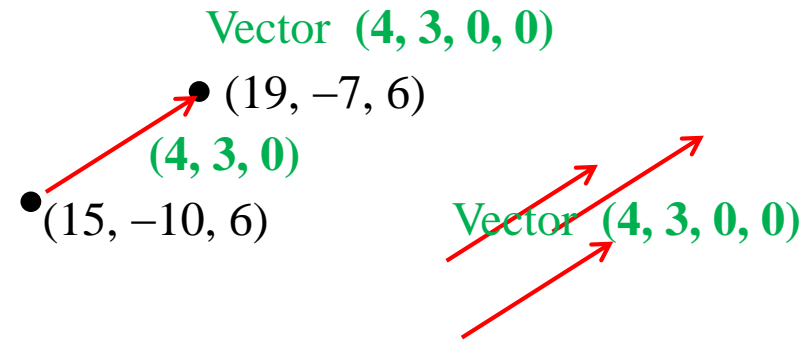 Vector (4, 3, 0, 0)
(19, −7, 6)
(4, 3, 0)
(15, −10, 6)
Vector (4, 3, 0, 0)